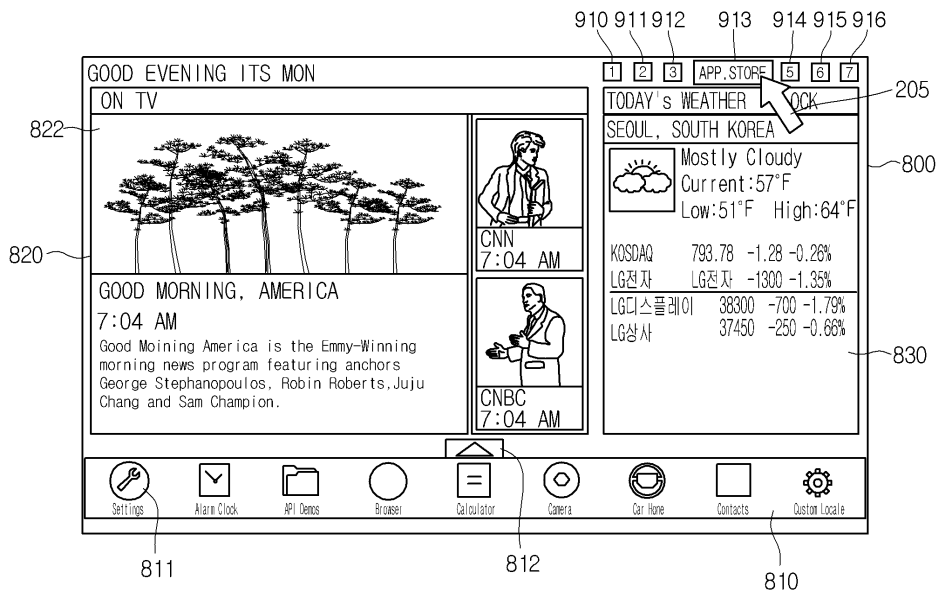 910 911 912 913 914 915 916
GOOD EVENING ITS MON
1 2 3 APP.STORE 5 6 7
205
ON TV
TODAY's WEATHER OCK
822
SEOUL, SOUTH KOREA
800
Mostly Cloudy
Current:57°F
Low:51°F High:64°F
CNN
7:04 AM
820
KOSDAQ 793.78 -1.28 -0.26%
LG전자 LG전자 -1300 -1.35%
LG디스플레이 38300 -700 -1.79%
LG상사 37450 -250 -0.66%
830
GOOD MORNING, AMERICA
7:04 AM
Good Moining America is the Emmy-Winning
morning news program featuring anchors
George Stephanopoulos, Robin Roberts,Juju
Chang and Sam Champion.
CNBC
7:04 AM
Settings Alarm Clock API Demos Browser Calculator Camera Car Hone Contacts Custom Locale
811 812 810